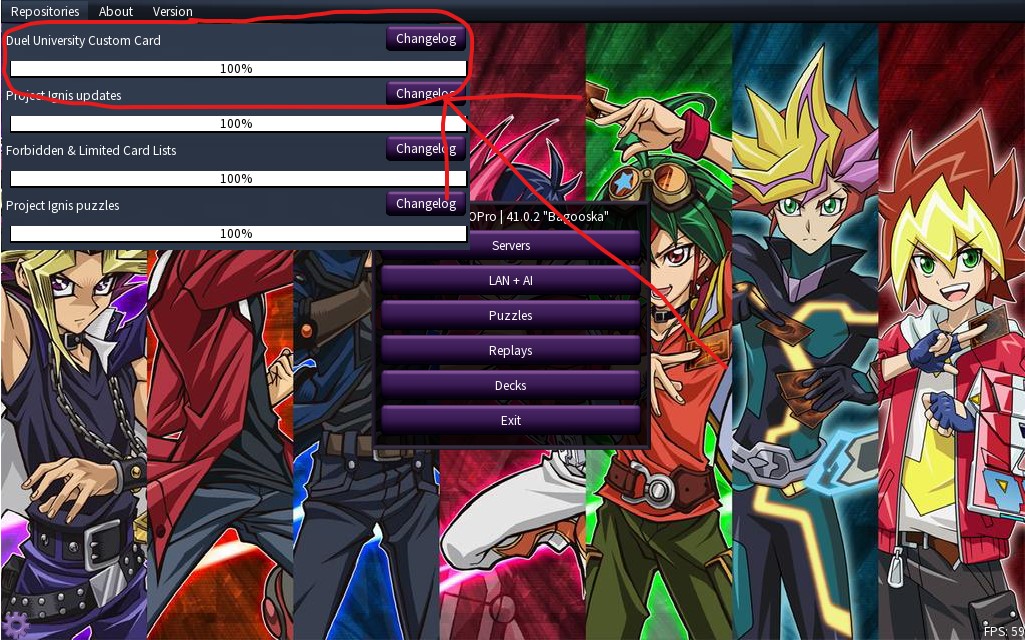 Repositories About Version
Duel University Custom Card Changelog
100%
Project Ignis updates Changelog
100%
Forbidden & Limited Card Lists Changelog
100%
Project Ignis puzzles Changelog
100%
OPro | 41.0.2 "Bagooska"
Servers
LAN + AI
Puzzles
Replays
Decks
Exit
FPS: 59